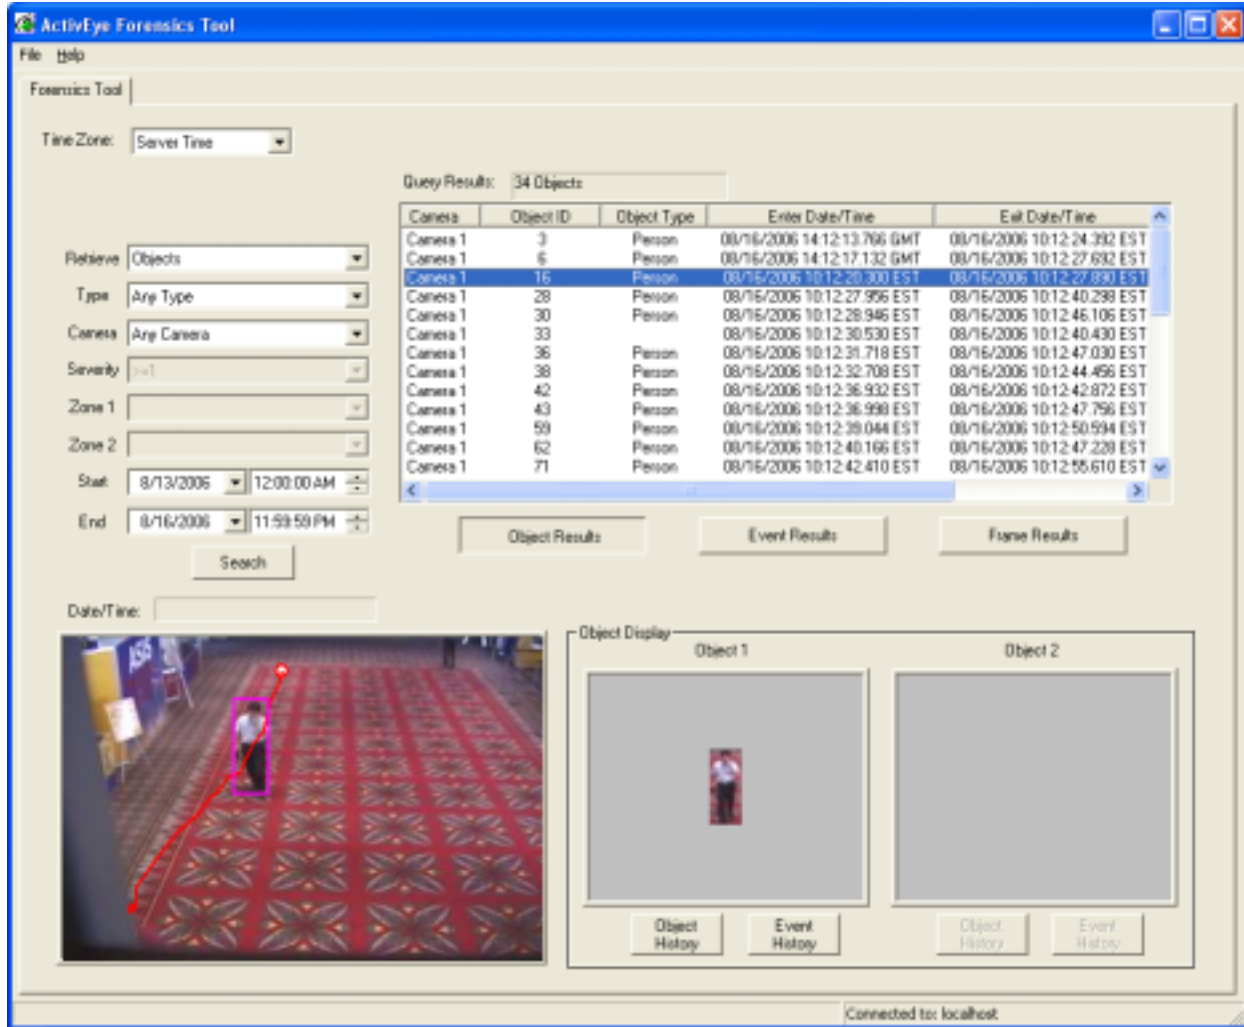 ActivEye Forensics Tool
File Help
Forensics Tool
Time Zone: Server Time
Query Results: 34 Objects
Camera Object ID Object Type Enter Date/Time Exit Date/Time
Camera 1 3 Person 08/16/2006 14:12:13.766 GMT 08/16/2006 10:12:24.392 EST
Camera 1 6 Person 08/16/2006 14:12:17.132 GMT 08/16/2006 10:12:27.692 EST
Camera 1 16 Person 08/16/2006 10:12:20.300 EST 08/16/2006 10:12:27.890 EST
Camera 1 28 Person 08/16/2006 10:12:27.956 EST 08/16/2006 10:12:40.298 EST
Camera 1 30 Person 08/16/2006 10:12:28.946 EST 08/16/2006 10:12:46.106 EST
Camera 1 33 08/16/2006 10:12:30.530 EST 08/16/2006 10:12:40.430 EST
Camera 1 36 Person 08/16/2006 10:12:31.718 EST 08/16/2006 10:12:47.030 EST
Camera 1 38 Person 08/16/2006 10:12:32.708 EST 08/16/2006 10:12:44.456 EST
Camera 1 42 Person 08/16/2006 10:12:36.932 EST 08/16/2006 10:12:42.872 EST
Camera 1 43 Person 08/16/2006 10:12:36.998 EST 08/16/2006 10:12:47.756 EST
Camera 1 59 Person 08/16/2006 10:12:39.044 EST 08/16/2006 10:12:50.594 EST
Camera 1 62 Person 08/16/2006 10:12:40.166 EST 08/16/2006 10:12:47.228 EST
Camera 1 71 Person 08/16/2006 10:12:42.410 EST 08/16/2006 10:12:55.610 EST
Retrieve Objects
Type Any Type
Camera Any Camera
Severity >=1
Zone 1
Zone 2
Start 8/13/2006 12:00:00 AM
End 8/16/2006 11:59:59 PM
Search
Object Results Event Results Frame Results
Date/Time:
ASIS
Object Display
Object 1 Object 2
Object History
Event History
Object History
Event History
Connected to: localhost